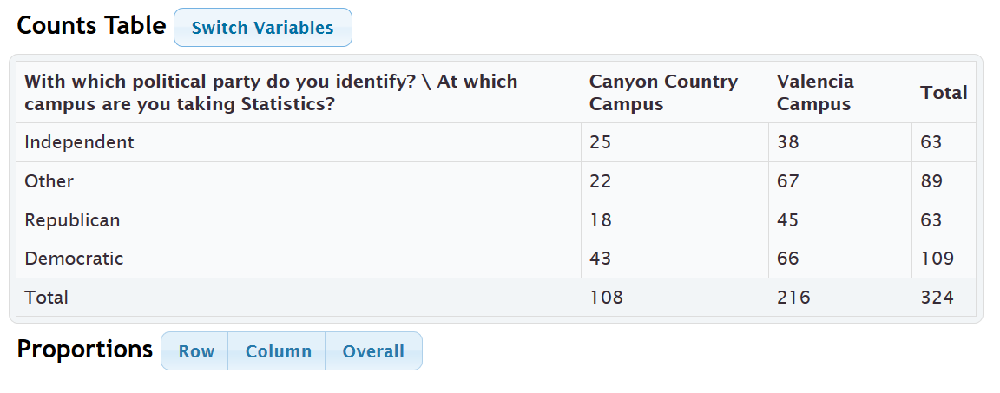 Counts Table Switch Variables
With which political party do you identify? \ At which campus are you taking Statistics? Canyon Country Campus Valencia Campus Total
Independent 25 38 63
Other 22 67 89
Republican 18 45 63
Democratic 43 66 109
Total 108 216 324
Proportions Row Column Overall